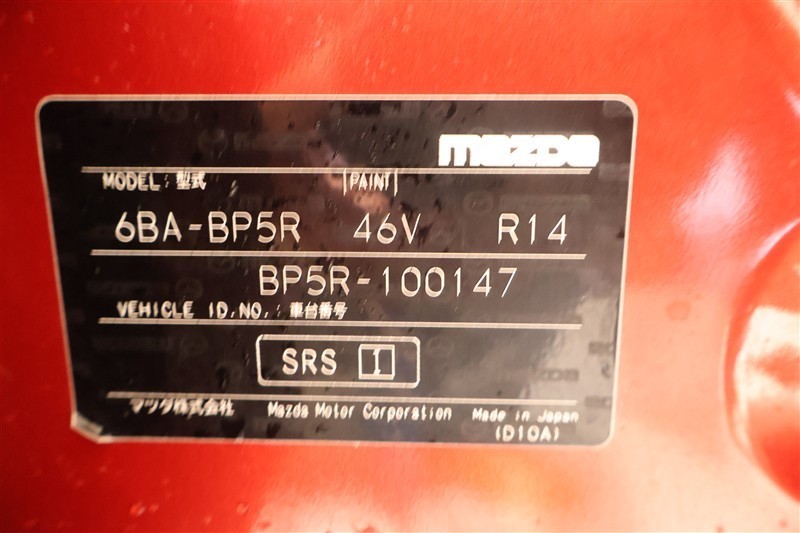 mazda
MODEL : 型式 |PAINT|
6BA-BP5R 46V R14
BP5R-100147
VEHICLE ID,NO,: 車台番号
SRS I
マツダ株式会社 Mazda Motor Corporation Made in Japan
(D10A)